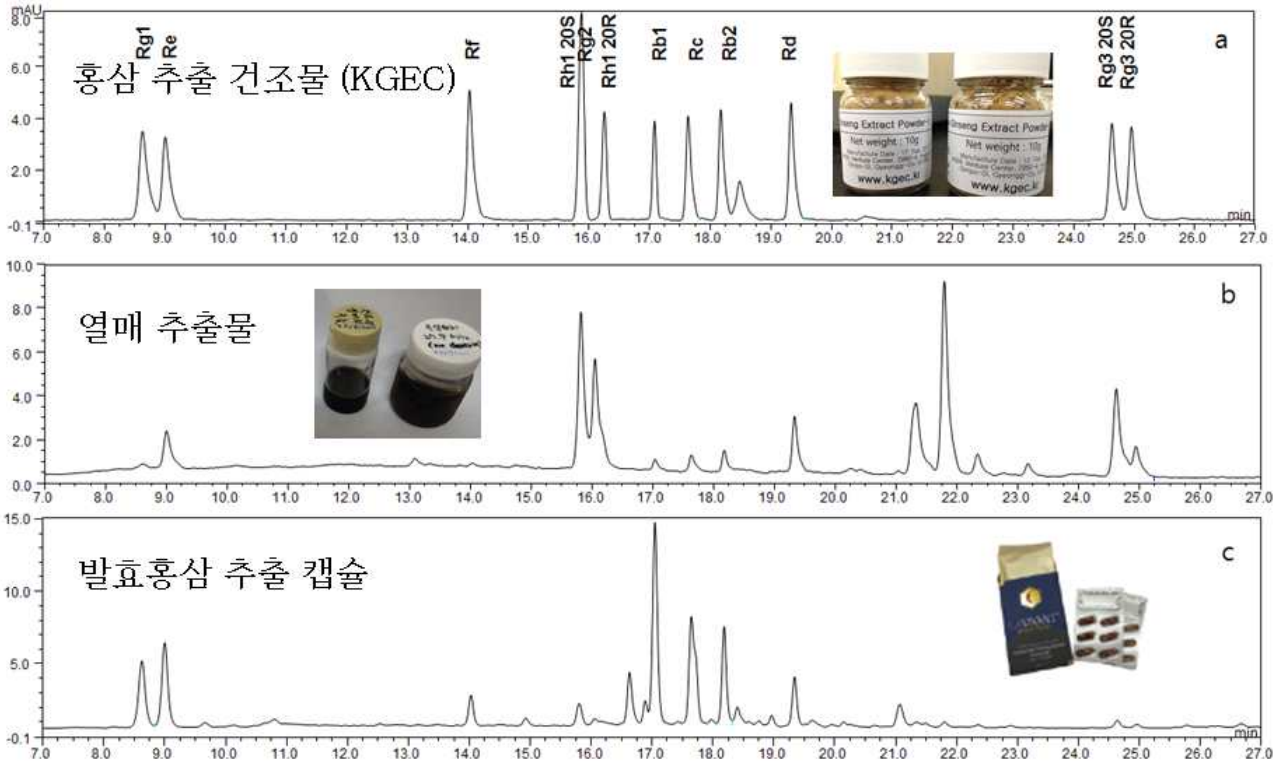 mAU
8.0
6.0
4.0
2.0
-0.1
Rg1
Re
Rf
Rh1 20S
Rg2
Rh1 20R
Rb1
Rc
Rb2
Rd
Rg3 20S
Rg3 20R
a
홍삼 추출 건조물 (KGEC)
Ginseng Extract Powder
Net weight : 10g
www.kgec.k
Ginseng Extract Powder
Net weight : 10g
www.kgec.k
min
7.0 8.0 9.0 10.0 11.0 12.0 13.0 14.0 15.0 16.0 17.0 18.0 19.0 20.0 21.0 22.0 23.0 24.0 25.0 26.0 27.0
10.0
8.0
6.0
4.0
2.0
0.0
b
열매 추출물
7.0 8.0 9.0 10.0 11.0 12.0 13.0 14.0 15.0 16.0 17.0 18.0 19.0 20.0 21.0 22.0 23.0 24.0 25.0 26.0 27.0
15.0
10.0
5.0
-0.1
c
발효홍삼 추출 캡슐
min
7.0 8.0 9.0 10.0 11.0 12.0 13.0 14.0 15.0 16.0 17.0 18.0 19.0 20.0 21.0 22.0 23.0 24.0 25.0 26.0 27.0